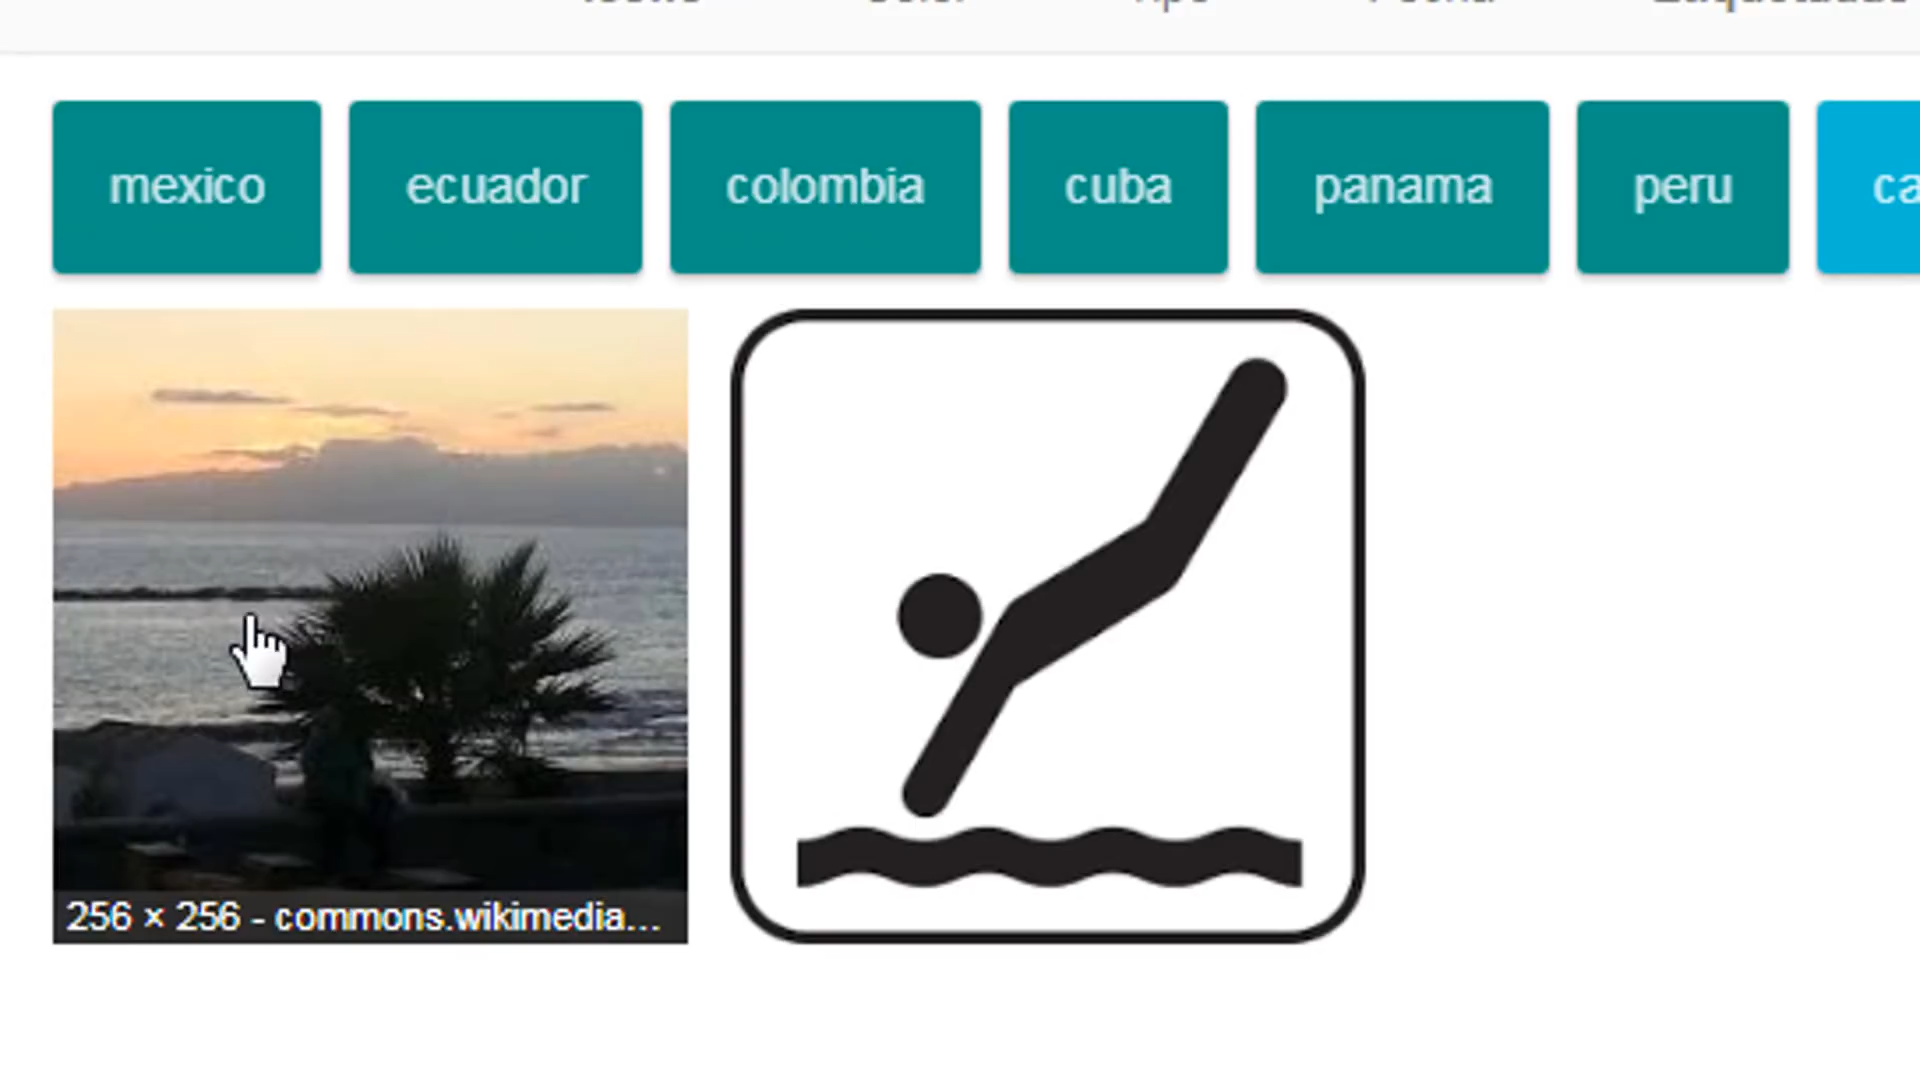 mexico ecuador colombia cuba panama peru
256 × 256 - commons.wikimedia...